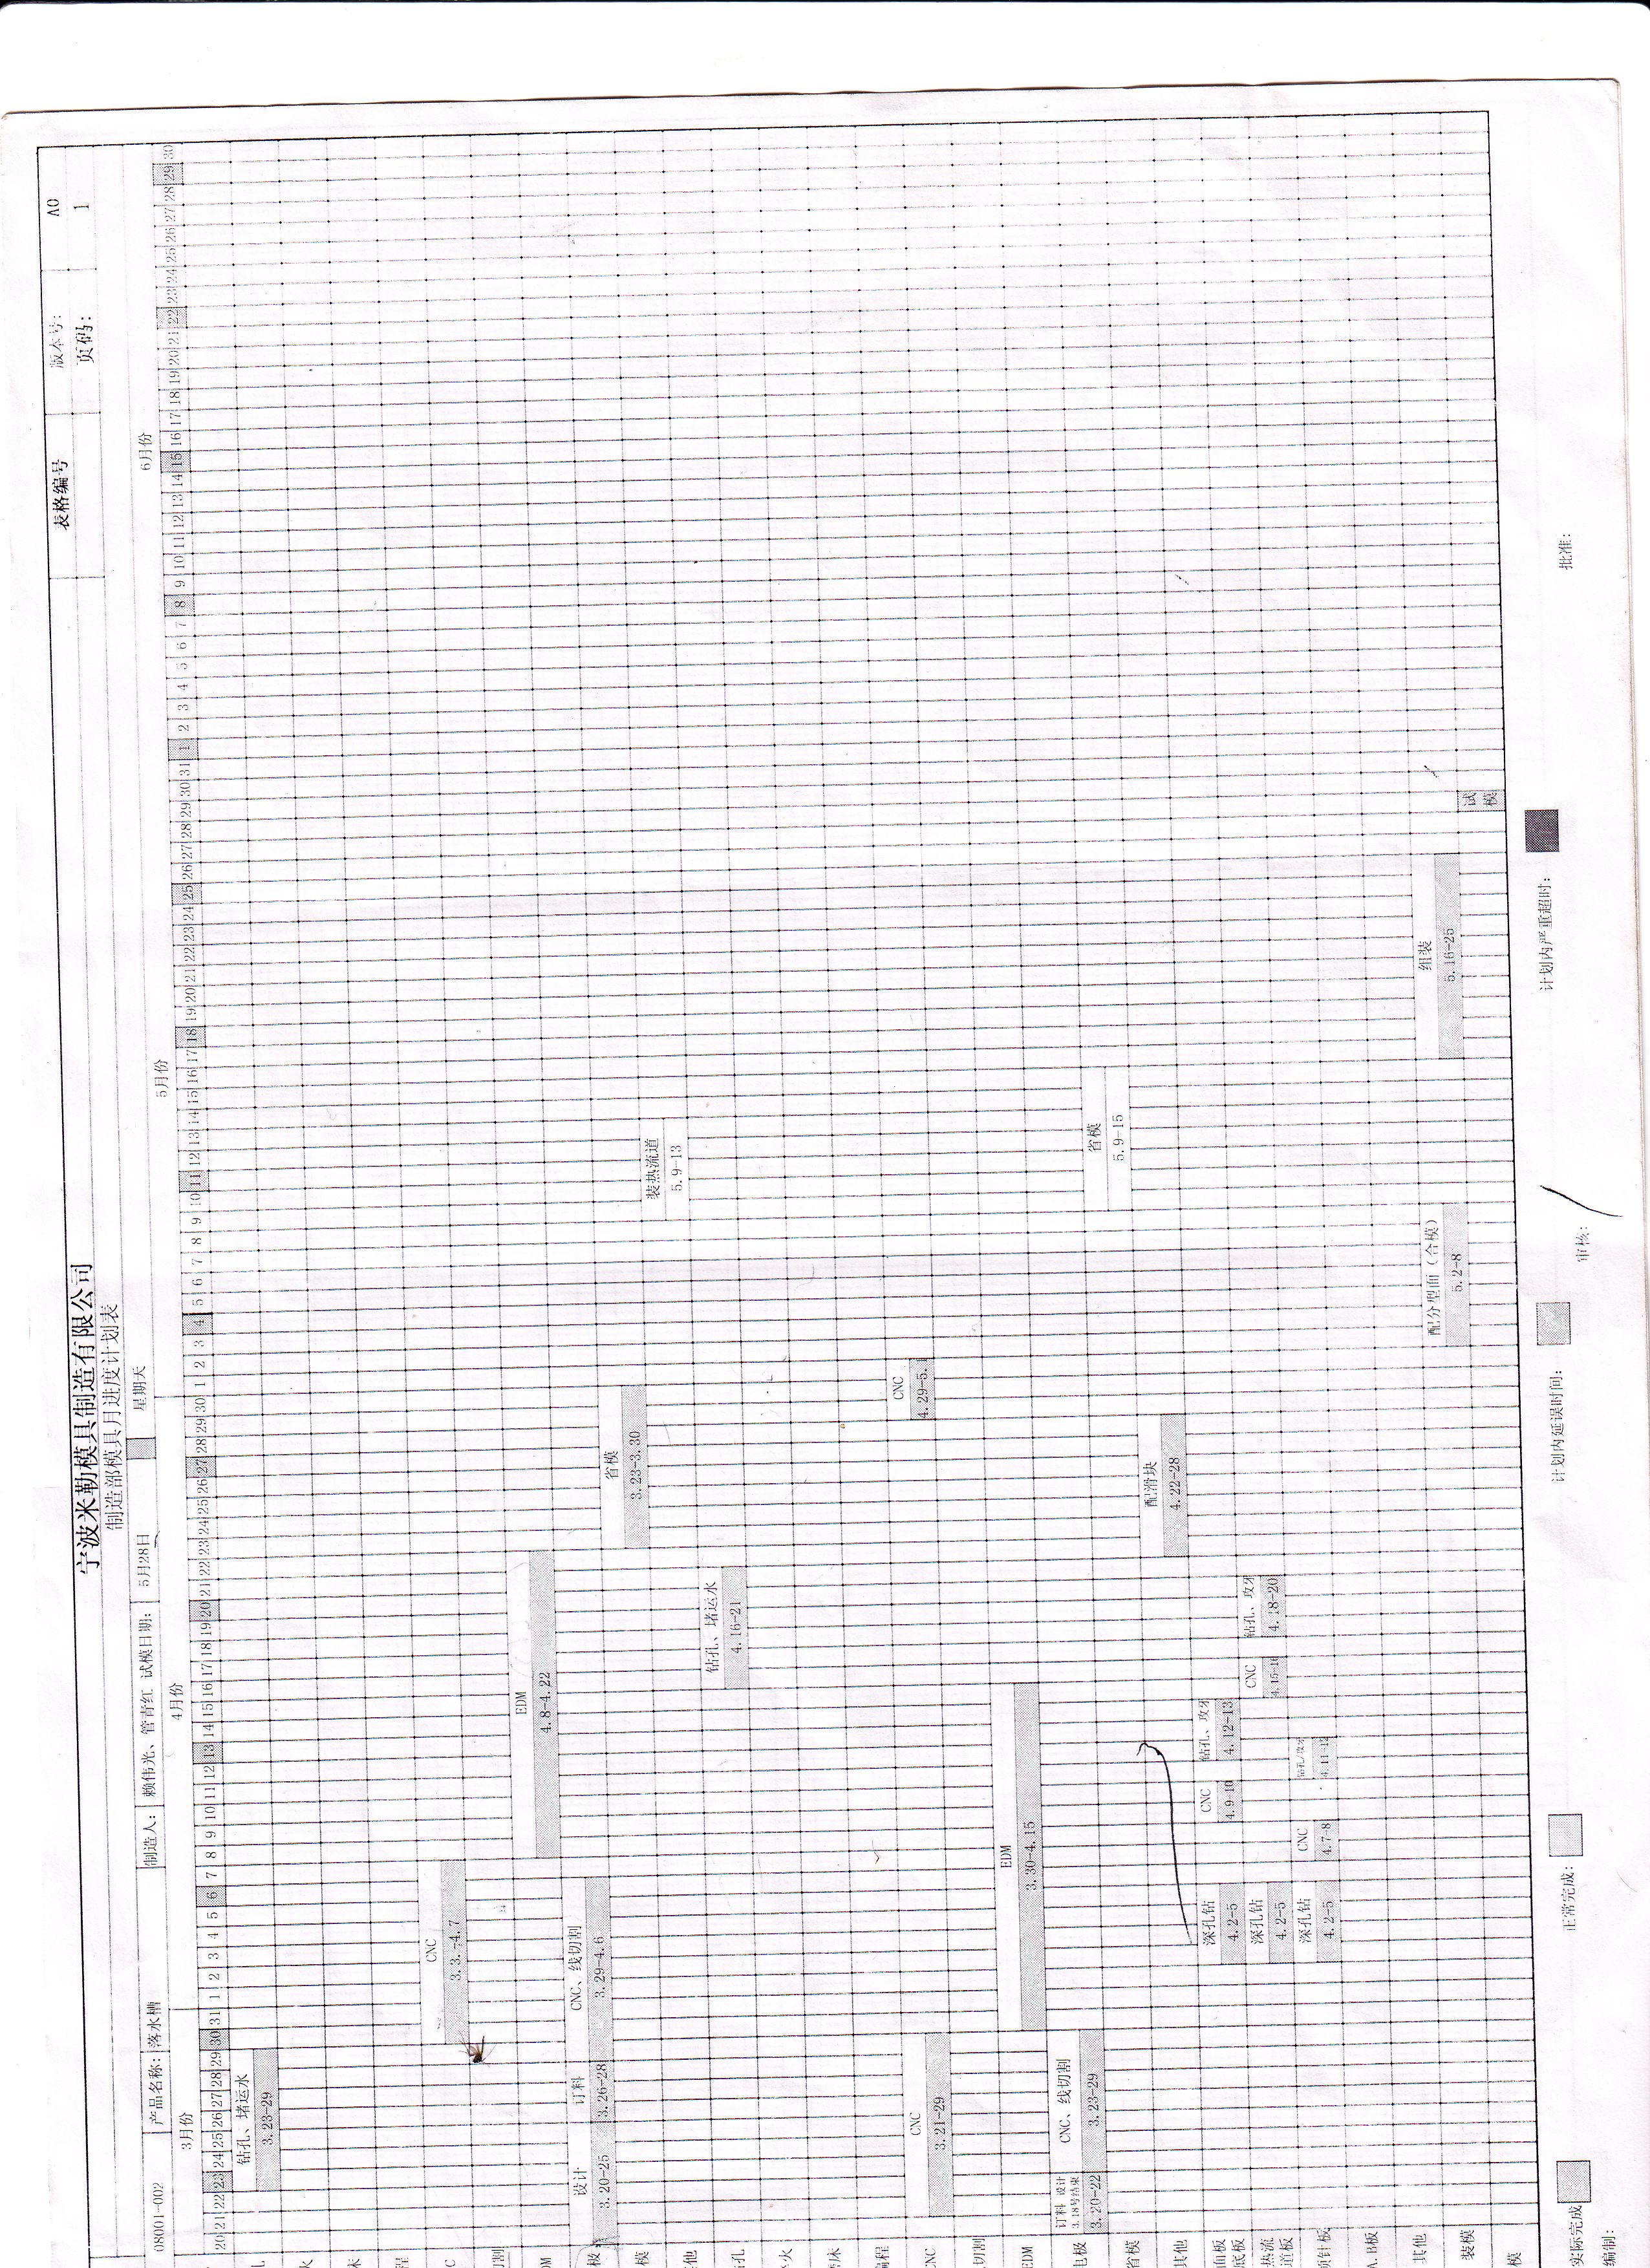 宁波米勒模具制造有限公司
表格编号
版本号: A0
制造部模具月进度计划表
页码: 1
星期天
08001-002 产品名称: 落水槽 制造人: 赖伟光、管青红 试模日期: 5月28日
3月份 4月份 5月份 6月份
20 21 22 23 24 25 26 27 28 29 30 31 1 2 3 4 5 6 7 8 9 10 11 12 13 14 15 16 17 18 19 20 21 22 23 24 25 26 27 28 29 30 1 2 3 4 5 6 7 8 9 10 11 12 13 14 15 16 17 18 19 20 21 22 23 24 25 26 27 28 29 30 31 1 2 3 4 5 6 7 8 9 10 11 12 13 14 15 16 17 18 19 20 21 22 23 24 25 26 27 28 29 30
钻孔、堵运水
3.23-29
CNC
3.3.-4.7
EDM
4.8-4.22
设计 订料 CNC、线切割
3.20-25 3.26-28 3.29-4.6
省模
3.23-3.30
装热流道
5.9-13
钻孔、堵运水
4.16-21
CNC
4.29-5.1
CNC
3.21-29
EDM
3.30-4.15
订料 设计 CNC、线切割
3.18号结束
3.20-22 3.23-29
省模
5.9-15
省模
配滑块
其他 4.22-28
面板 深孔钻 CNC 钻孔、攻牙
底板 4.2-5 4.9-10 4.12-13
热流 深孔钻 CNC 钻孔、攻牙
道板 4.2-5 4.15-16 4.18-20
深孔钻 CNC 钻孔/攻牙
顶针板 4.2-5 4.7-8 4.11-12
A.B板
其他 配分型面（合模） 组装
5.2-8 5.16-25
装模 试模
模
实际完成 正常完成: 计划内延误时间: 计划内严重超时:
编制: 审核: 批准: